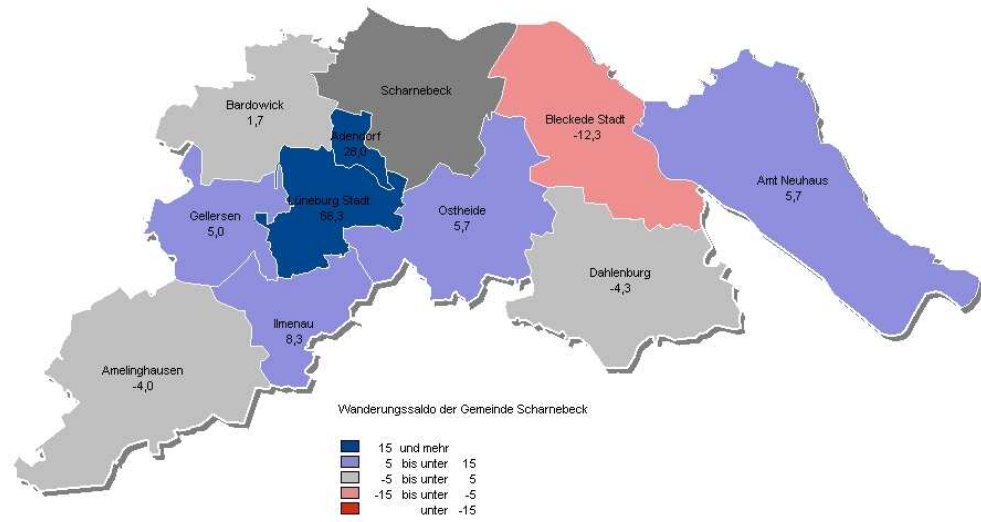 Scharnebeck
Bardowick
1,7
Bleckede Stadt
-12,3
Adendorf
28,0
Amt Neuhaus
5,7
Lüneburg Stadt
66,3
Gellersen
5,0
Ostheide
5,7
Dahlenburg
-4,3
Ilmenau
8,3
Amelinghausen
-4,0
Wanderungssaldo der Gemeinde Scharnebeck
15 und mehr
5 bis unter 15
-5 bis unter 5
-15 bis unter -5
unter -15